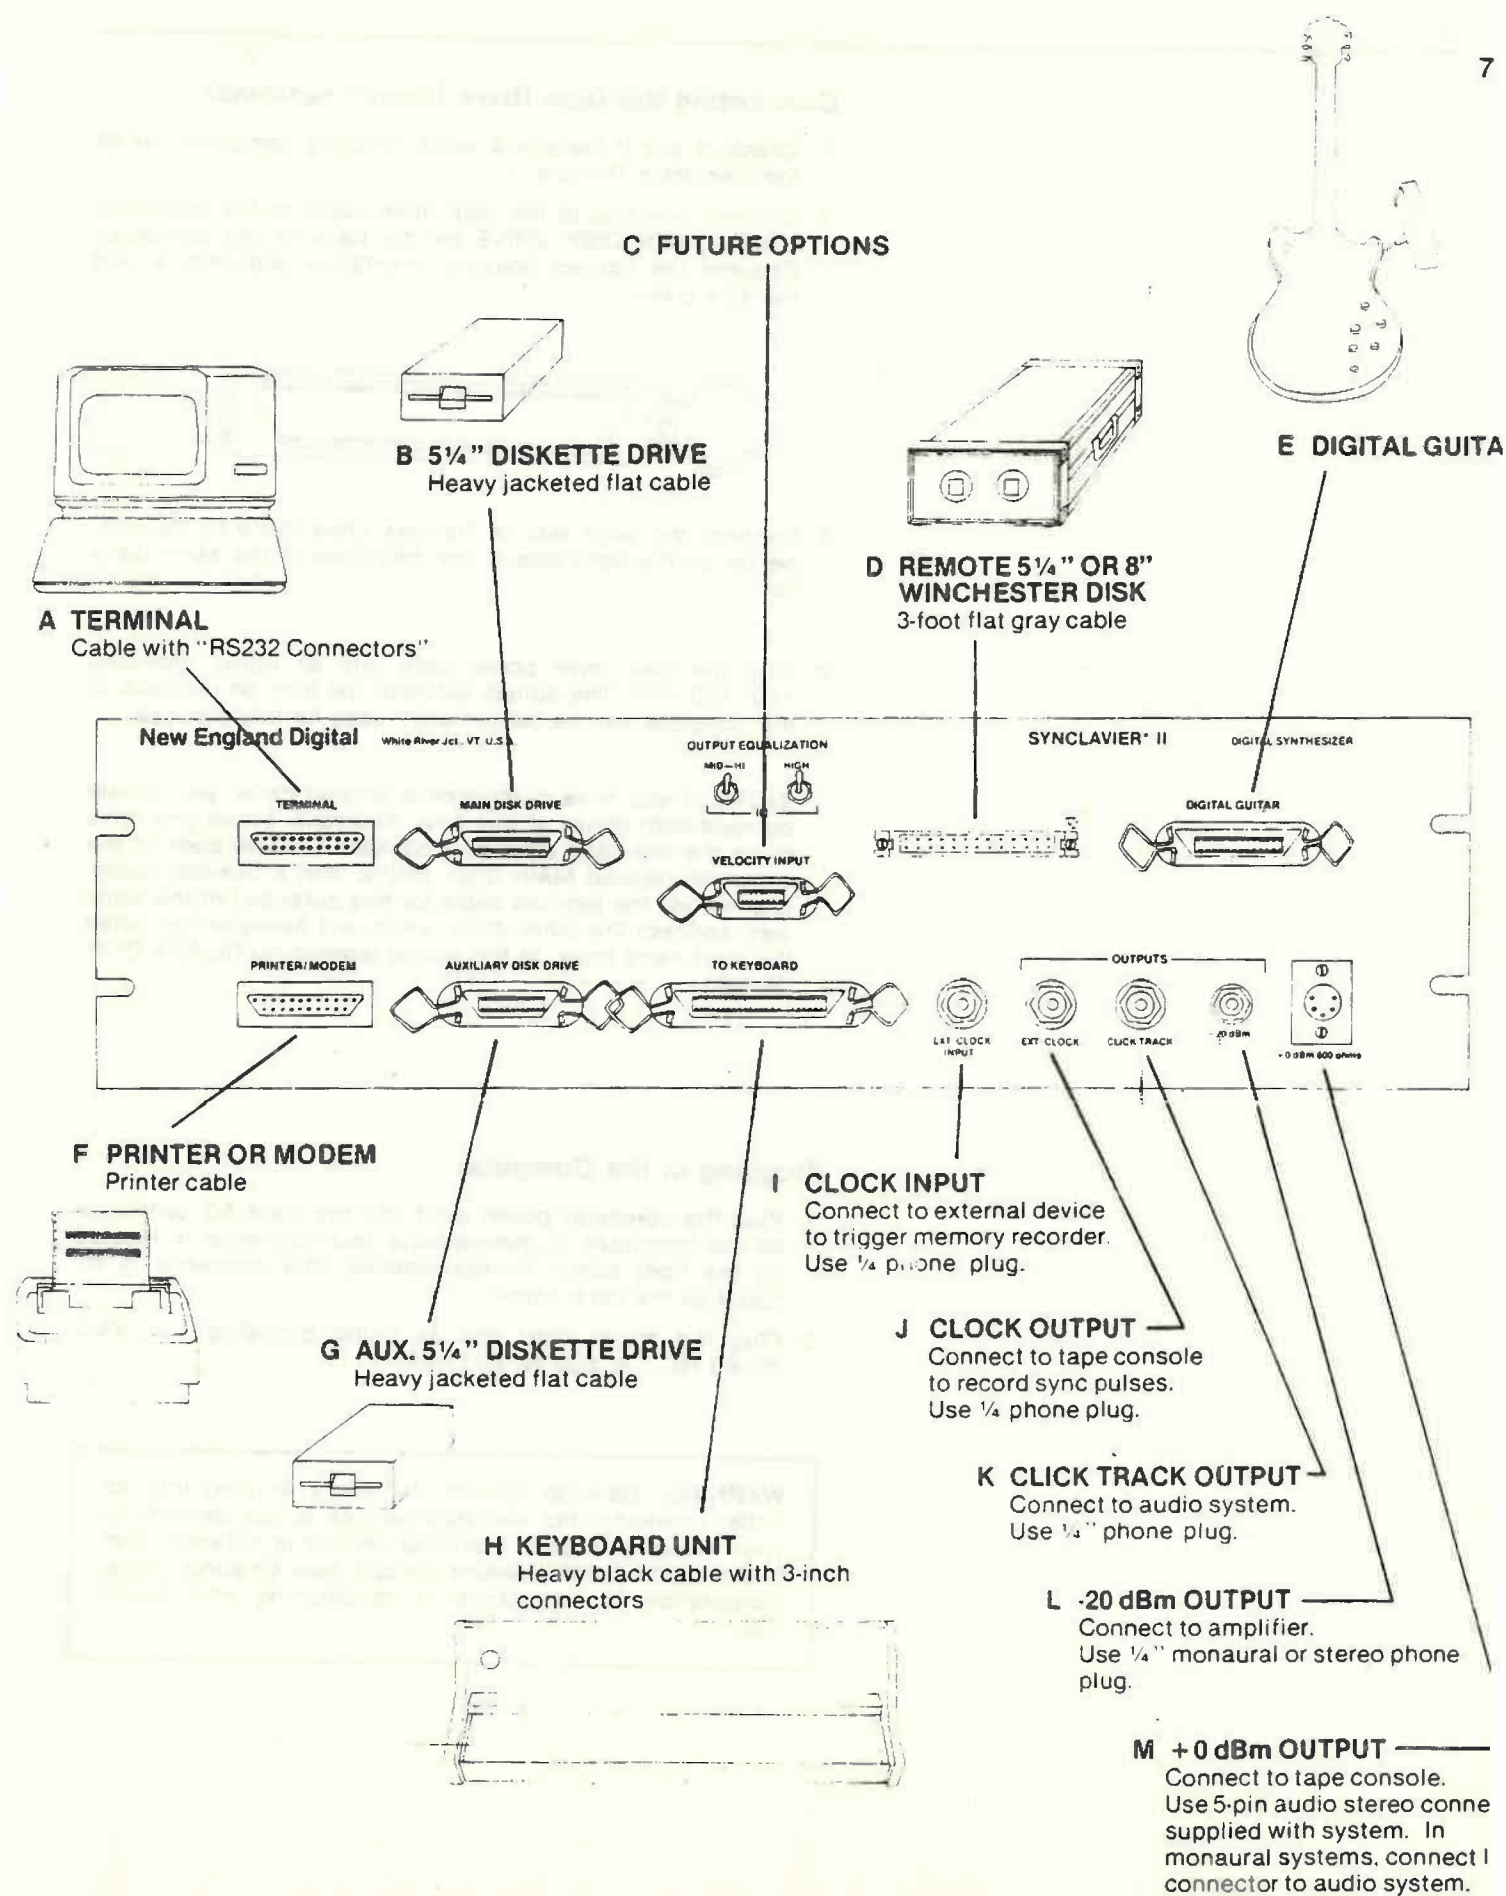 7
C FUTURE OPTIONS
B 5¼" DISKETTE DRIVE
Heavy jacketed flat cable
E DIGITAL GUITA
D REMOTE 5¼" OR 8"
WINCHESTER DISK
3-foot flat gray cable
A TERMINAL
Cable with "RS232 Connectors"
New England Digital White River Jct., VT U.S.A.
OUTPUT EQUALIZATION
MID-HI HIGH
SYNCLAVIER® II DIGITAL SYNTHESIZER
TERMINAL
MAIN DISK DRIVE
DIGITAL GUITAR
VELOCITY INPUT
PRINTER/MODEM
AUXILIARY DISK DRIVE
TO KEYBOARD
OUTPUTS
EXT CLOCK
INPUT
EXT CLOCK
CLICK TRACK
-20 dBm
+0 dBm 600 ohms
F PRINTER OR MODEM
Printer cable
I CLOCK INPUT
Connect to external device
to trigger memory recorder.
Use ¼ phone plug.
J CLOCK OUTPUT
Connect to tape console
to record sync pulses.
Use ¼ phone plug.
G AUX. 5¼" DISKETTE DRIVE
Heavy jacketed flat cable
K CLICK TRACK OUTPUT
Connect to audio system.
Use ¼" phone plug.
H KEYBOARD UNIT
Heavy black cable with 3-inch
connectors
L -20 dBm OUTPUT
Connect to amplifier.
Use ¼" monaural or stereo phone
plug.
M +0 dBm OUTPUT
Connect to tape console.
Use 5-pin audio stereo conne
supplied with system. In
monaural systems, connect l
connector to audio system.